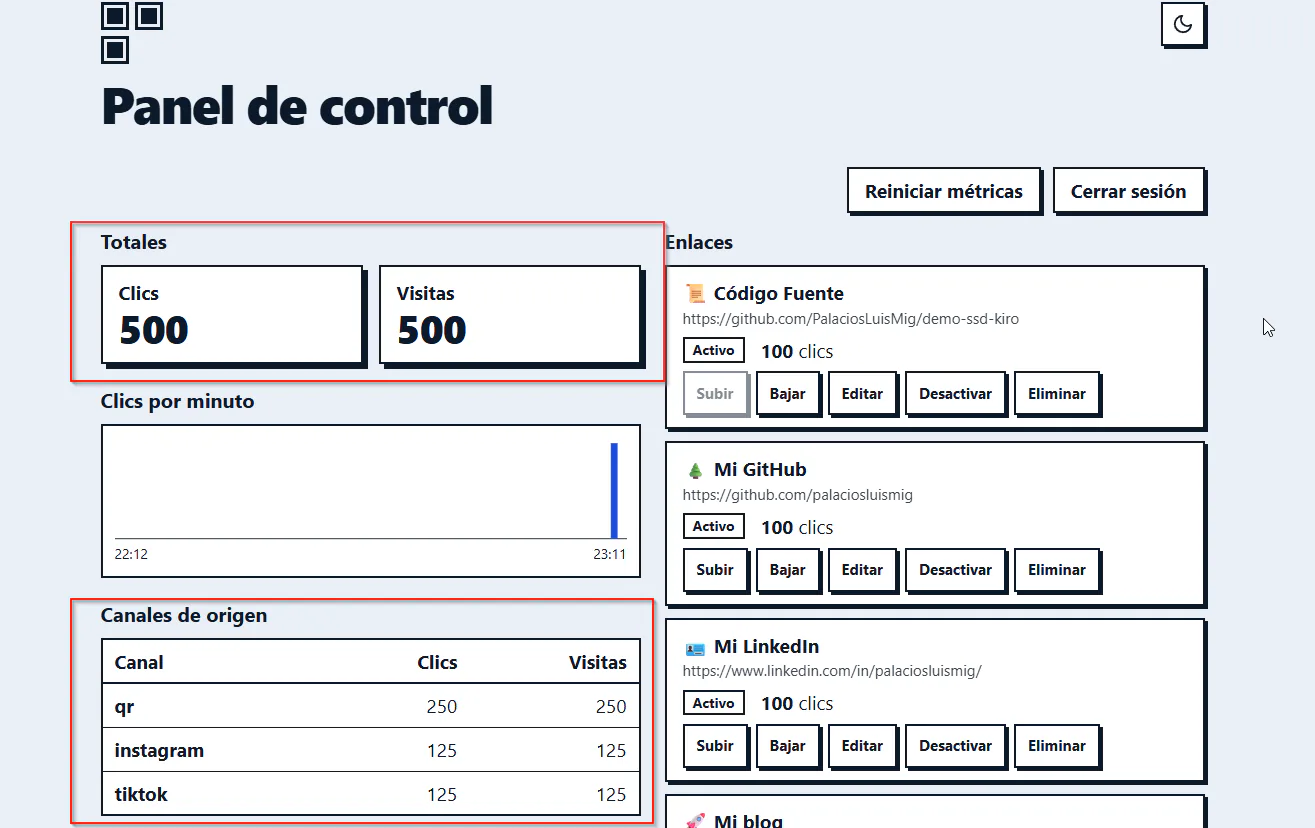 Panel de control
Reiniciar métricas
Cerrar sesión
Totales
Clics
500
Visitas
500
Clics por minuto
22:12
23:11
Canales de origen
Canal Clics Visitas
qr 250 250
instagram 125 125
tiktok 125 125
Enlaces
Código Fuente
https://github.com/PalaciosLuisMig/demo-ssd-kiro
Activo 100 clics
Subir Bajar Editar Desactivar Eliminar
Mi GitHub
https://github.com/palaciosluismig
Activo 100 clics
Subir Bajar Editar Desactivar Eliminar
Mi LinkedIn
https://www.linkedin.com/in/palaciosluismig/
Activo 100 clics
Subir Bajar Editar Desactivar Eliminar
Mi blog